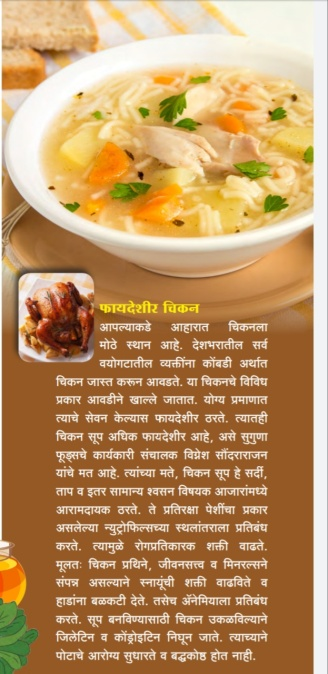 फायदेशीर चिकन
आपल्याकडे आहारात चिकनला
मोठे स्थान आहे. देशभरातील सर्व
वयोगटातील व्यक्तींना कोंबडी अर्थात
चिकन जास्त करून आवडते. या चिकनचे विविध
प्रकार आवडीने खाल्ले जातात. योग्य प्रमाणात
त्याचे सेवन केल्यास फायदेशीर ठरते. त्यातही
चिकन सूप अधिक फायदेशीर आहे, असे सुगुणा
फूड्सचे कार्यकारी संचालक विघ्नेश सौंदराराजन
यांचे मत आहे. त्यांच्या मते, चिकन सूप हे सर्दी,
ताप व इतर सामान्य श्वसन विषयक आजारांमध्ये
आरामदायक ठरते. ते प्रतिरक्षा पेशींचा प्रकार
असलेल्या न्युट्रोफिल्सच्या स्थलांतराला प्रतिबंध
करते. त्यामुळे रोगप्रतिकारक शक्ती वाढते.
मूलतः चिकन प्रथिने, जीवनसत्त्व व मिनरल्सने
संपन्न असल्याने स्नायूंची शक्ती वाढविते व
हाडांना बळकटी देते. तसेच ॲनेमियाला प्रतिबंध
करते. सूप बनविण्यासाठी चिकन उकळविल्याने
जिलेटिन व कोंड्रोइटिन निघून जाते. त्याच्याने
पोटाचे आरोग्य सुधारते व बद्धकोष्ठ होत नाही.